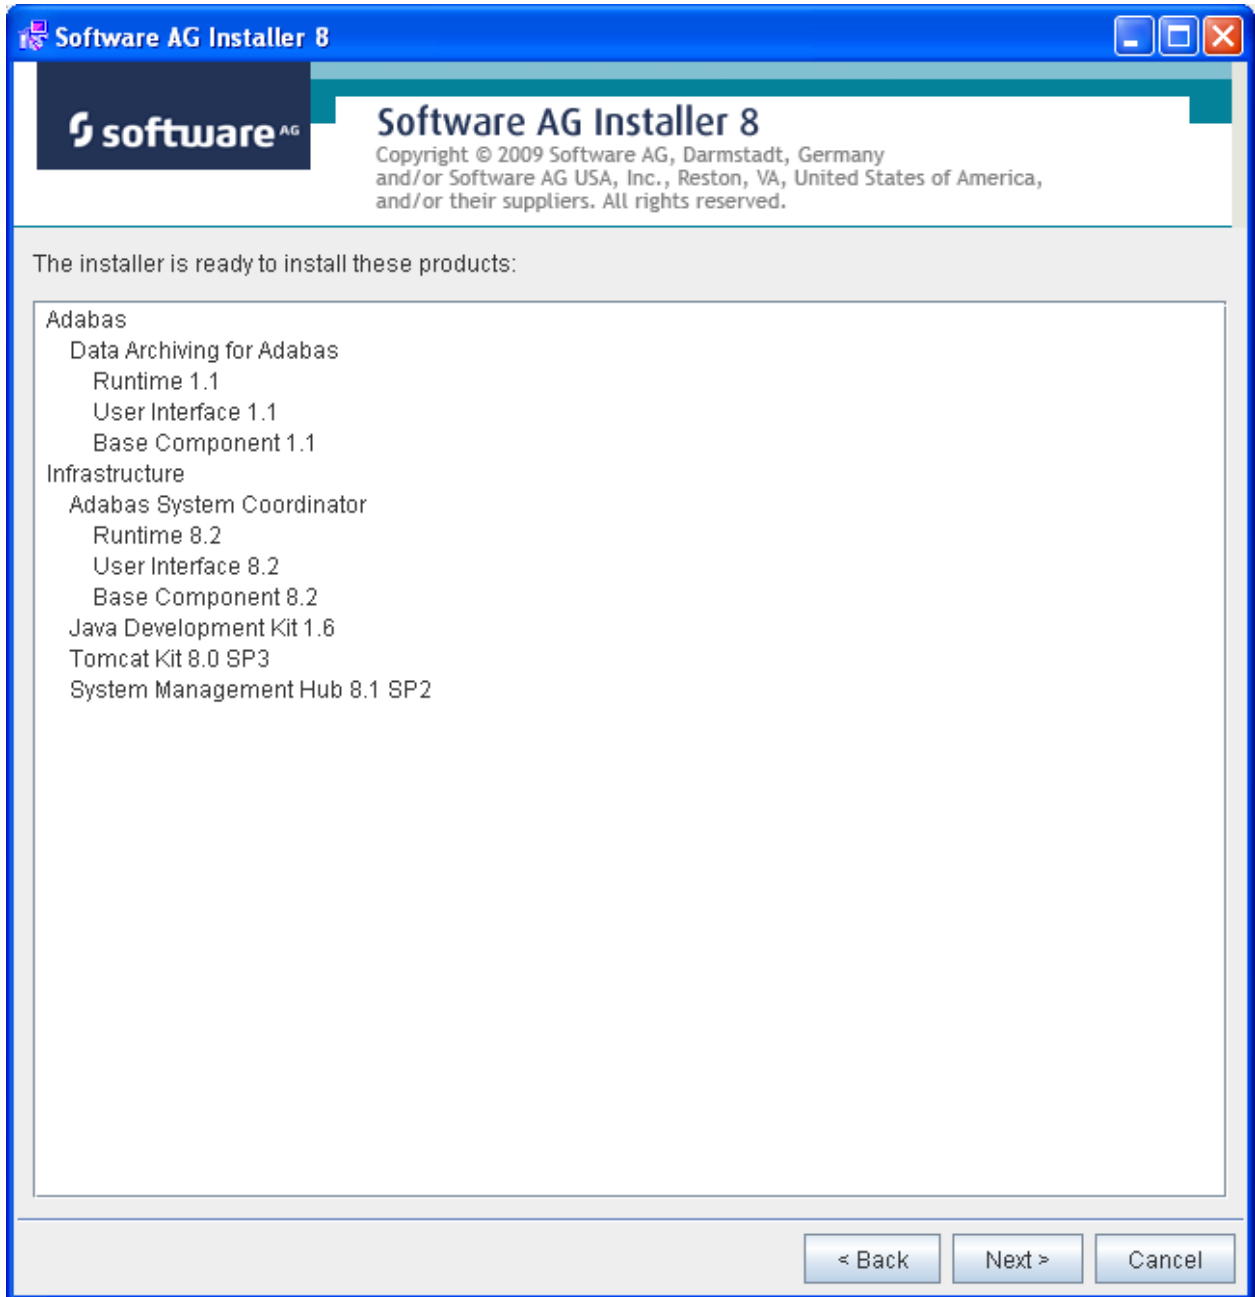 Software AG Installer 8
software AG
Software AG Installer 8
Copyright © 2009 Software AG, Darmstadt, Germany
and/or Software AG USA, Inc., Reston, VA, United States of America,
and/or their suppliers. All rights reserved.
The installer is ready to install these products:
Adabas
Data Archiving for Adabas
Runtime 1.1
User Interface 1.1
Base Component 1.1
Infrastructure
Adabas System Coordinator
Runtime 8.2
User Interface 8.2
Base Component 8.2
Java Development Kit 1.6
Tomcat Kit 8.0 SP3
System Management Hub 8.1 SP2
< Back Next > Cancel